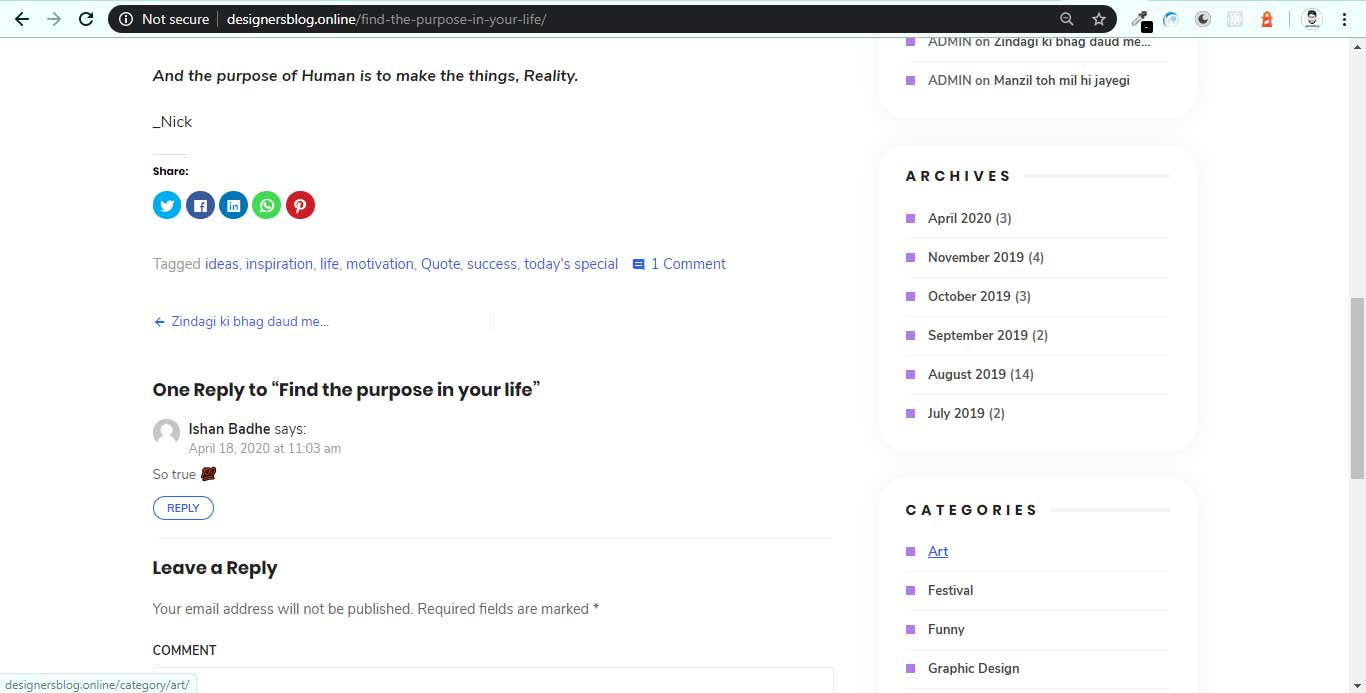 Not secure
designersblog.online/find-the-purpose-in-your-life/
And the purpose of Human is to make the things, Reality.
_Nick
Share:
Tagged ideas, inspiration, life, motivation, Quote, success, today's special 1 Comment
← Zindagi ki bhag daud me...
One Reply to “Find the purpose in your life”
Ishan Badhe says:
April 18, 2020 at 11:03 am
So true 💯
REPLY
Leave a Reply
Your email address will not be published. Required fields are marked *
COMMENT
ADMIN on Zindagi ki bhag daud me...
ADMIN on Manzil toh mil hi jayegi
ARCHIVES
April 2020 (3)
November 2019 (4)
October 2019 (3)
September 2019 (2)
August 2019 (14)
July 2019 (2)
CATEGORIES
Art
Festival
Funny
Graphic Design
designersblog.online/category/art/